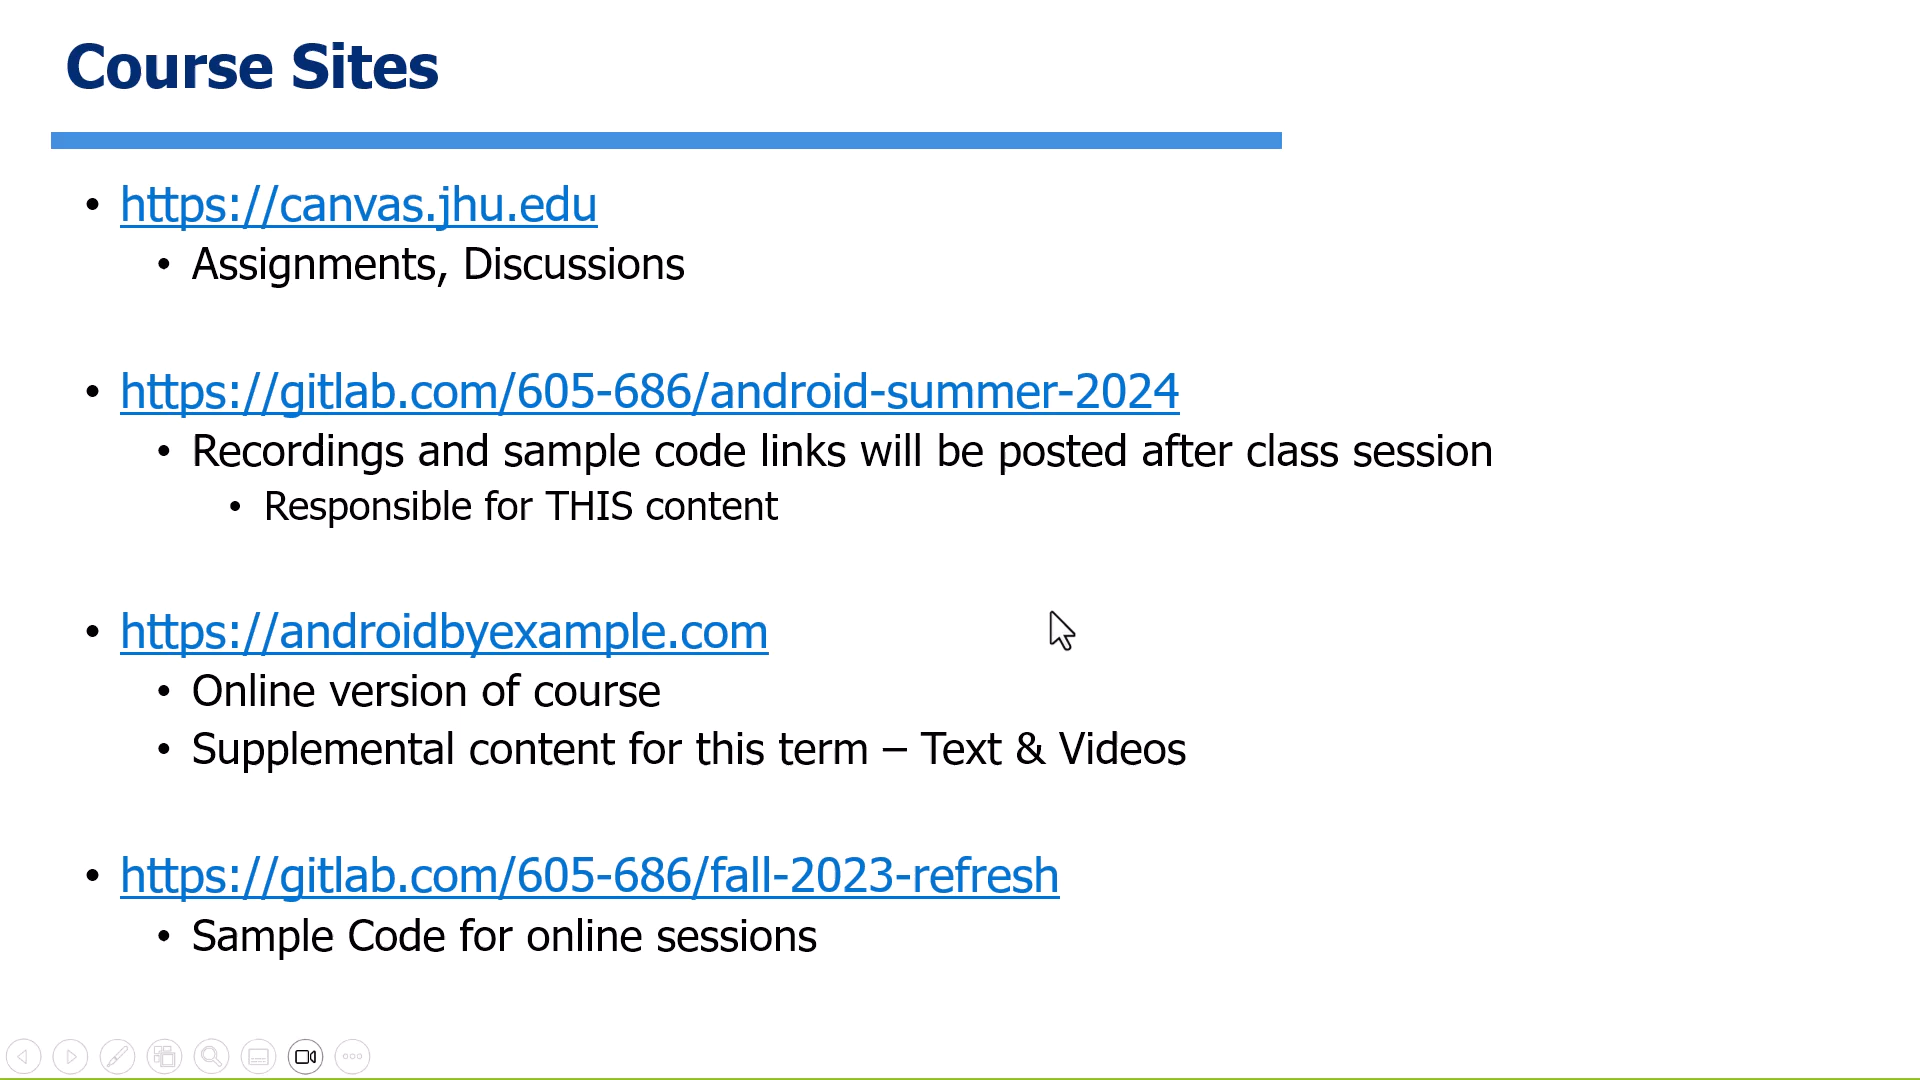 Course Sites
• https://canvas.jhu.edu
• Assignments, Discussions
• https://gitlab.com/605-686/android-summer-2024
• Recordings and sample code links will be posted after class session
• Responsible for THIS content
• https://androidbyexample.com
• Online version of course
• Supplemental content for this term – Text & Videos
• https://gitlab.com/605-686/fall-2023-refresh
• Sample Code for online sessions